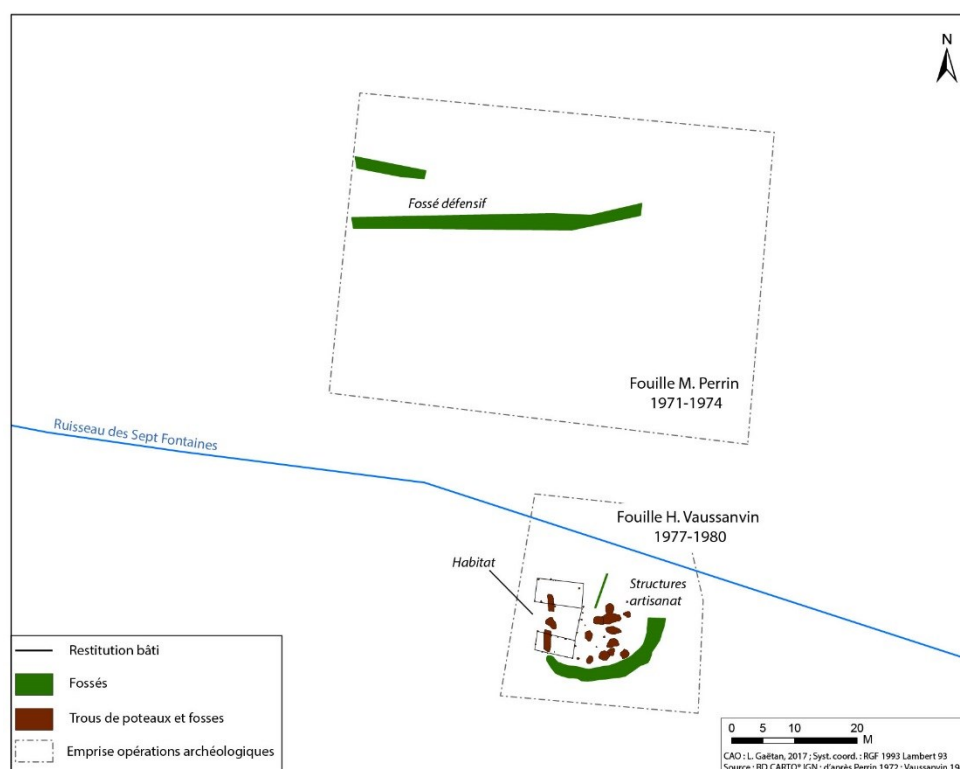 N
Fossé défensif
Fouille M. Perrin
1971-1974
Ruisseau des Sept Fontaines
Fouille H. Vaussanvin
1977-1980
Habitat
Structures
artisanat
Restitution bâti
Fossés
Trous de poteaux et fosses
Emprise opérations archéologiques
0 5 10 20
M
CAO : L. Gaëtan, 2017 ; Syst. coord. : RGF 1993 Lambert 93
Source : BD CARTO® IGN ; d'après Perrin 1972 ; Vaussanvin 19